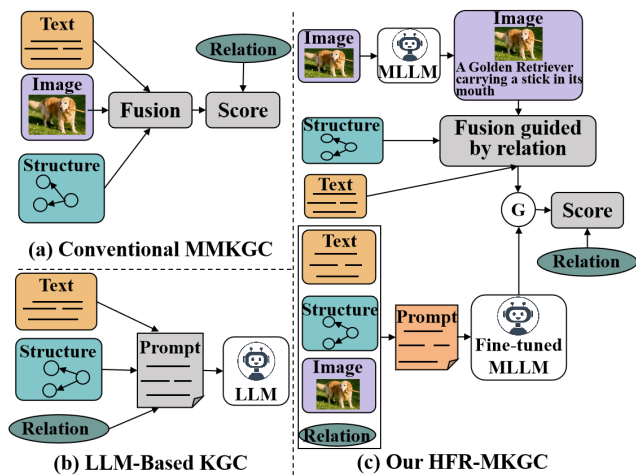 Text
Relation
Image
Fusion
Score
Structure
(a) Conventional MMKGC
Text
Structure
Prompt
LLM
Relation
(b) LLM-Based KGC
Image
MLLM
Image
A Golden Retriever
carrying a stick in its
mouth
Structure
Fusion guided
by relation
Text
G
Score
Relation
Text
Structure
Image
Relation
Prompt
Fine-tuned
MLLM
(c) Our HFR-MKGC